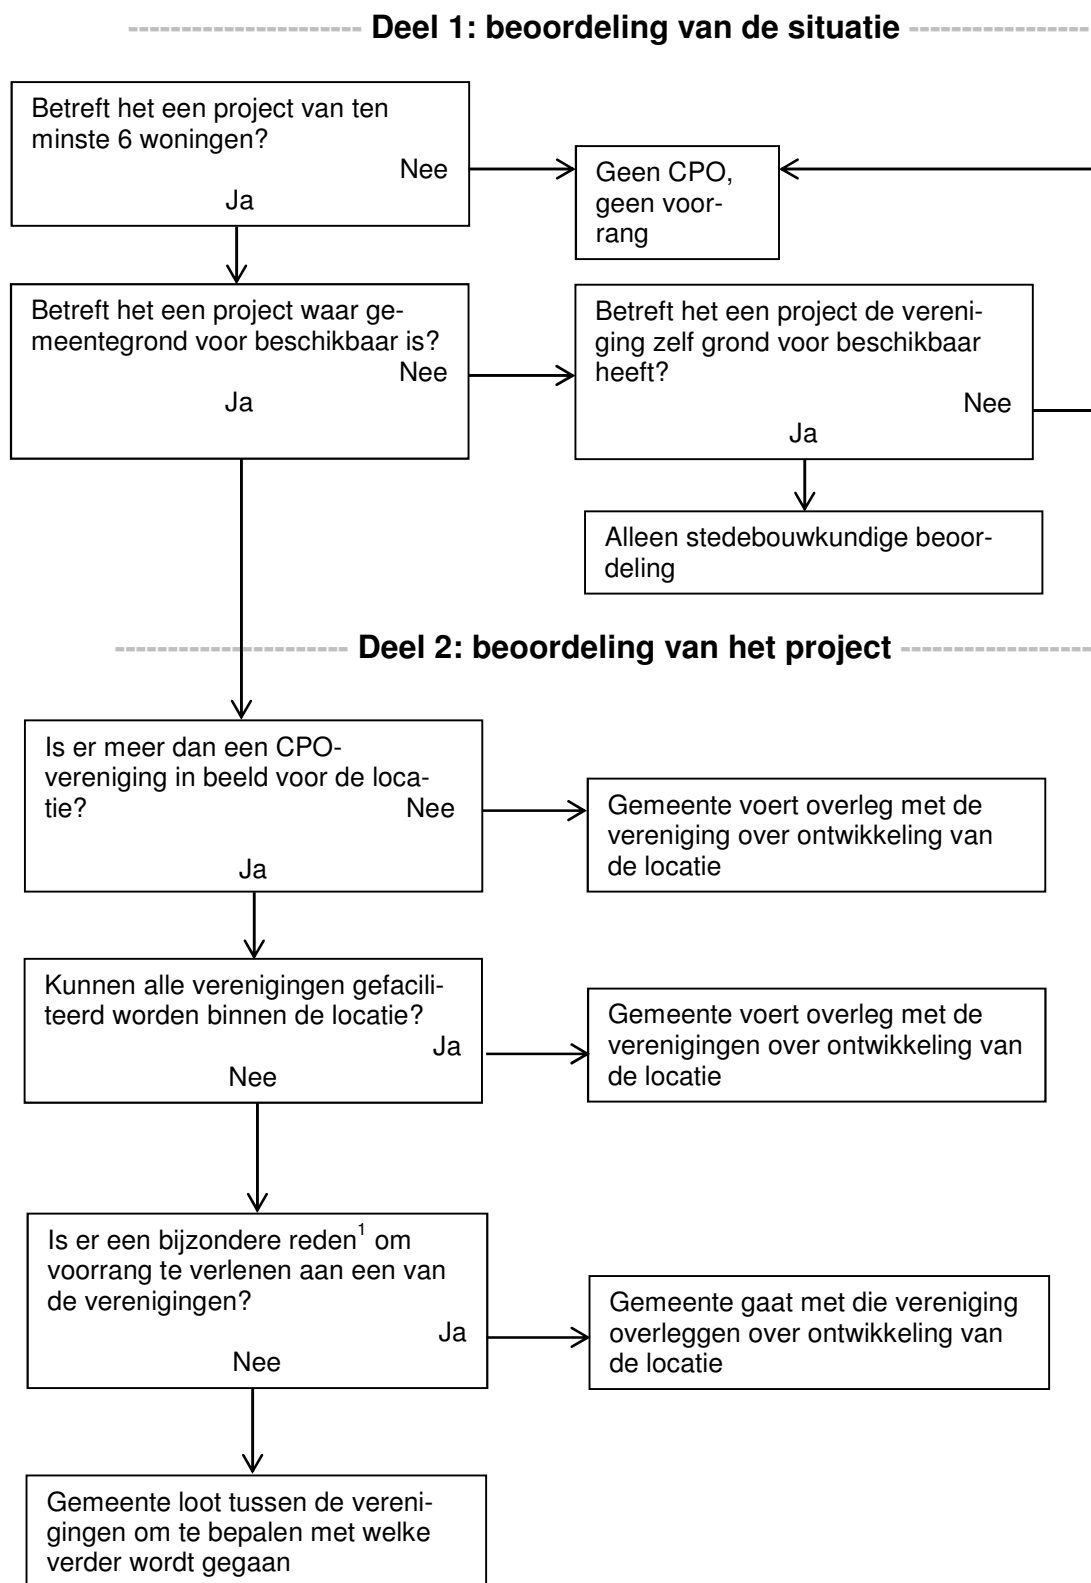 Deel 1: beoordeling van de situatie
Betreft het een project van ten
minste 6 woningen?
Nee
Ja
Geen CPO,
geen voor-
rang
Betreft het een project waar ge-
meentegrond voor beschikbaar is?
Nee
Ja
Betreft het een project de vereni-
ging zelf grond voor beschikbaar
heeft?
Nee
Ja
Alleen stedebouwkundige beoor-
deling
Deel 2: beoordeling van het project
Is er meer dan een CPO-
vereniging in beeld voor de loca-
tie? Nee
Ja
Gemeente voert overleg met de
vereniging over ontwikkeling van
de locatie
Kunnen alle verenigingen gefacili-
teerd worden binnen de locatie?
Ja
Nee
Gemeente voert overleg met de
verenigingen over ontwikkeling van
de locatie
Is er een bijzondere reden¹ om
voorrang te verlenen aan een van
de verenigingen?
Ja
Nee
Gemeente gaat met die vereniging
overleggen over ontwikkeling van
de locatie
Gemeente loot tussen de vereni-
gingen om te bepalen met welke
verder wordt gegaan